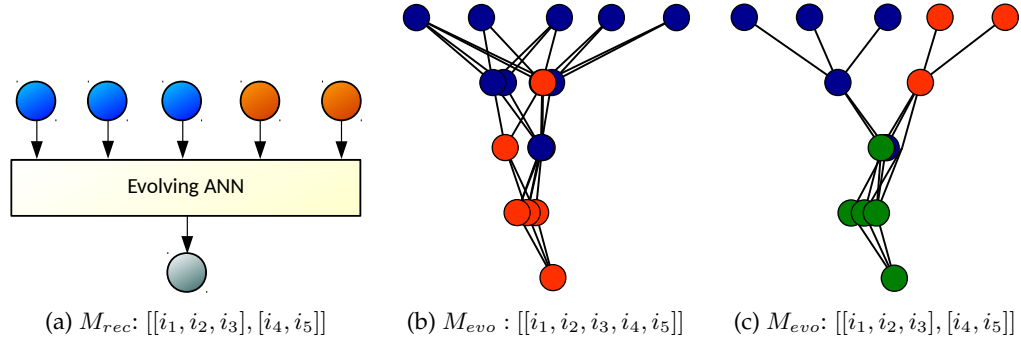 Evolving ANN
(a) $M_{rec}$: $[[i_1, i_2, i_3], [i_4, i_5]]$
(b) $M_{evo}$ : $[[i_1, i_2, i_3, i_4, i_5]]$
(c) $M_{evo}$: $[[i_1, i_2, i_3], [i_4, i_5]]$